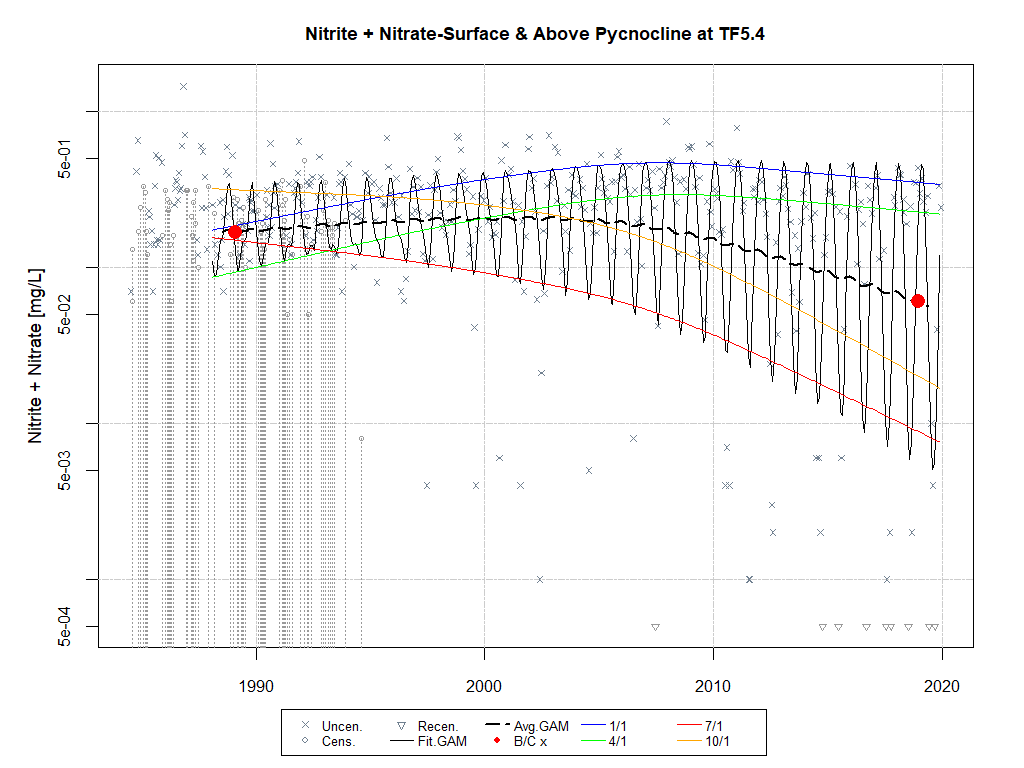 Nitrite + Nitrate-Surface & Above Pycnocline at TF5.4
Nitrite + Nitrate [mg/L]
5e-01
5e-02
5e-03
5e-04
1990 2000 2010 2020
Uncen. Recen. Avg.GAM 1/1 7/1
Cens. Fit.GAM B/C x 4/1 10/1